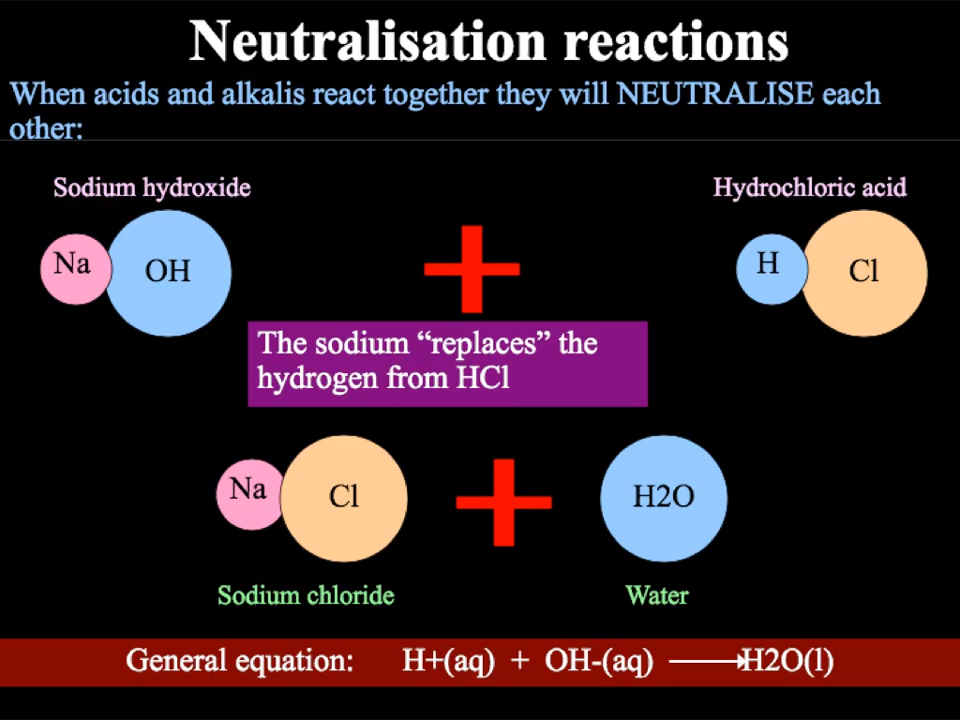 Neutralisation reactions
When acids and alkalis react together they will NEUTRALISE each
other:
Sodium hydroxide
Hydrochloric acid
Na
OH
H
Cl
The sodium “replaces” the
hydrogen from HCl
Na
Cl
H2O
Sodium chloride
Water
General equation: H+(aq) + OH-(aq) ⟶ H2O(l)